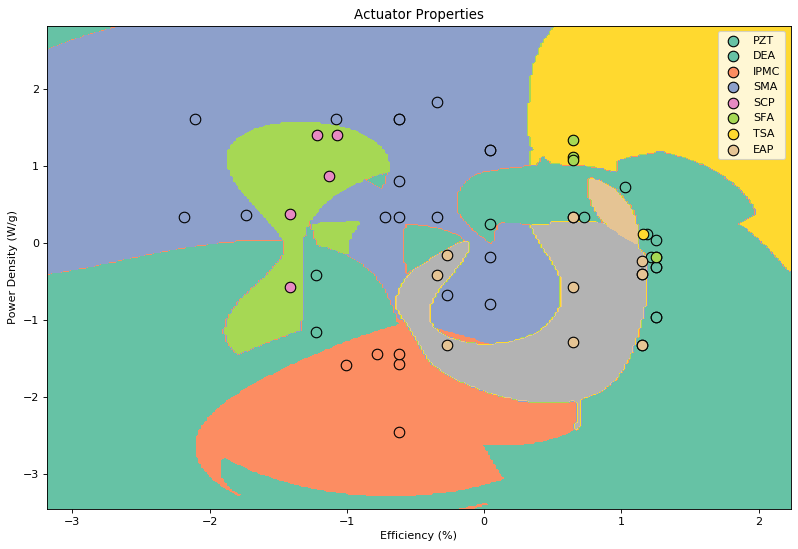 Actuator Properties
PZT
DEA
IPMC
SMA
SCP
SFA
TSA
EAP
2
1
0
−1
−2
−3
Power Density (W/g)
−3
−2
−1
0
1
2
Efficiency (%)